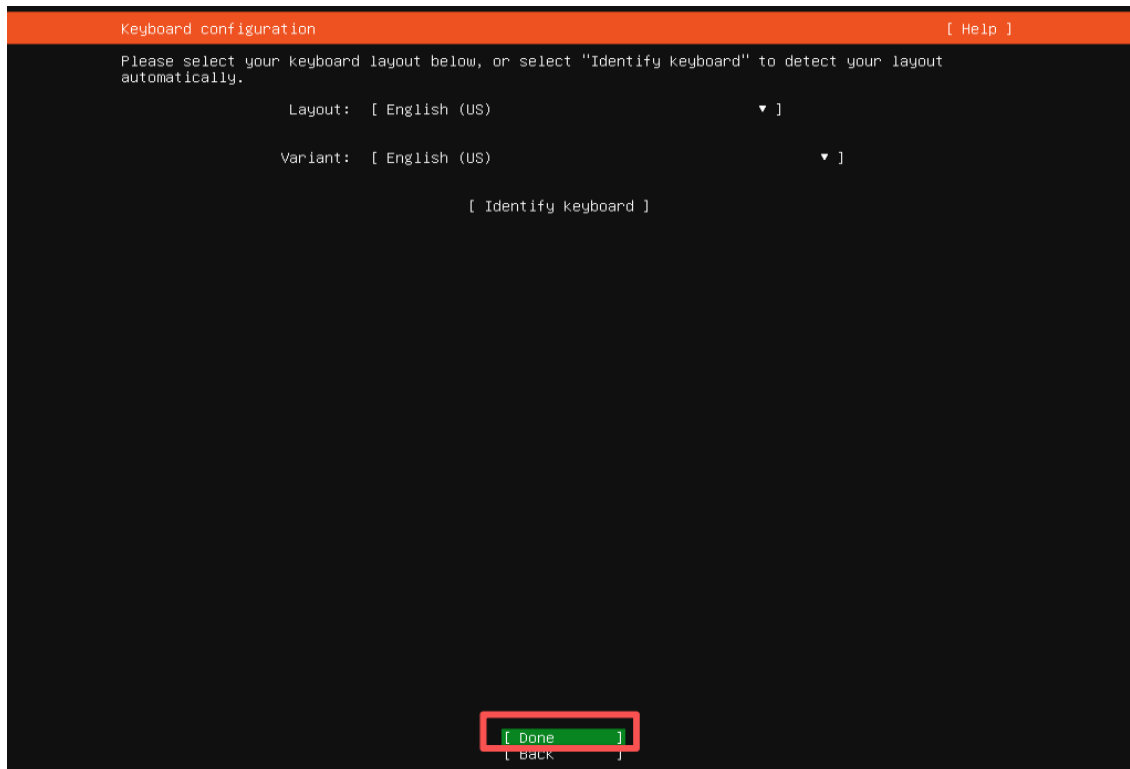 Keyboard configuration [ Help ]
Please select your keyboard layout below, or select "Identify keyboard" to detect your layout
automatically.
Layout: [ English (US) ▾ ]
Variant: [ English (US) ▾ ]
[ Identify keyboard ]
[ Done ]
[ Back ]